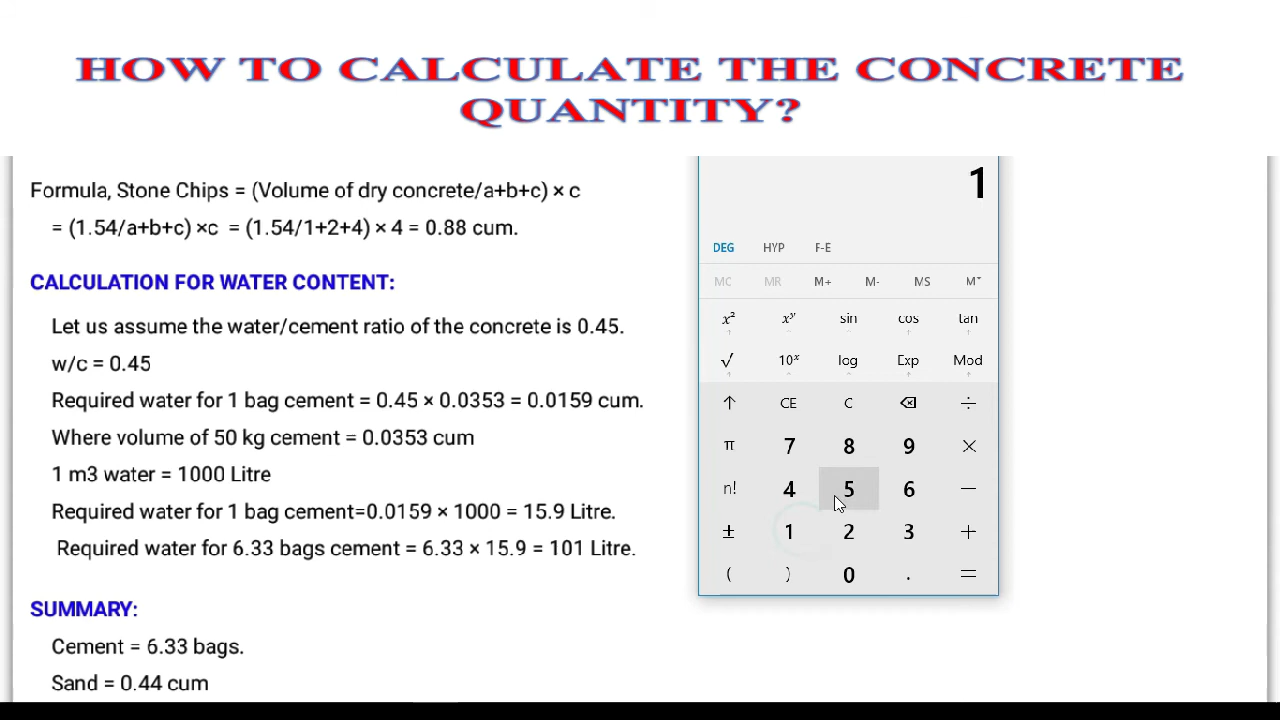 HOW TO CALCULATE THE CONCRETE
QUANTITY?
Formula, Stone Chips = (Volume of dry concrete/a+b+c) × c
= (1.54/a+b+c) ×c = (1.54/1+2+4) × 4 = 0.88 cum.
CALCULATION FOR WATER CONTENT:
Let us assume the water/cement ratio of the concrete is 0.45.
w/c = 0.45
Required water for 1 bag cement = 0.45 × 0.0353 = 0.0159 cum.
Where volume of 50 kg cement = 0.0353 cum
1 m3 water = 1000 Litre
Required water for 1 bag cement=0.0159 × 1000 = 15.9 Litre.
Required water for 6.33 bags cement = 6.33 × 15.9 = 101 Litre.
SUMMARY:
Cement = 6.33 bags.
Sand = 0.44 cum
1
DEG HYP F-E
MC MR M+ M- MS M˅
x² xʸ sin cos tan
√ 10ˣ log Exp Mod
↑ CE C ⌫ ÷
π 7 8 9 ×
n! 4 5 6 −
± 1 2 3 +
( ) 0 . =